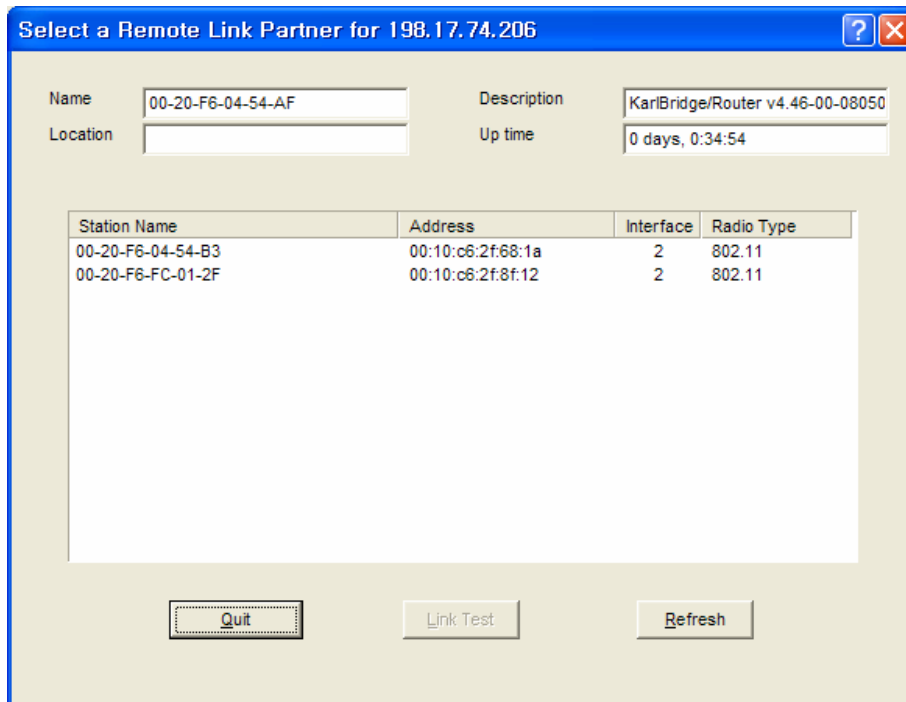 Select a Remote Link Partner for 198.17.74.206
Name 00-20-F6-04-54-AF Description KarlBridge/Router v4.46-00-08050
Location Up time 0 days, 0:34:54
Station Name Address Interface Radio Type
00-20-F6-04-54-B3 00:10:c6:2f:68:1a 2 802.11
00-20-F6-FC-01-2F 00:10:c6:2f:8f:12 2 802.11
Quit Link Test Refresh